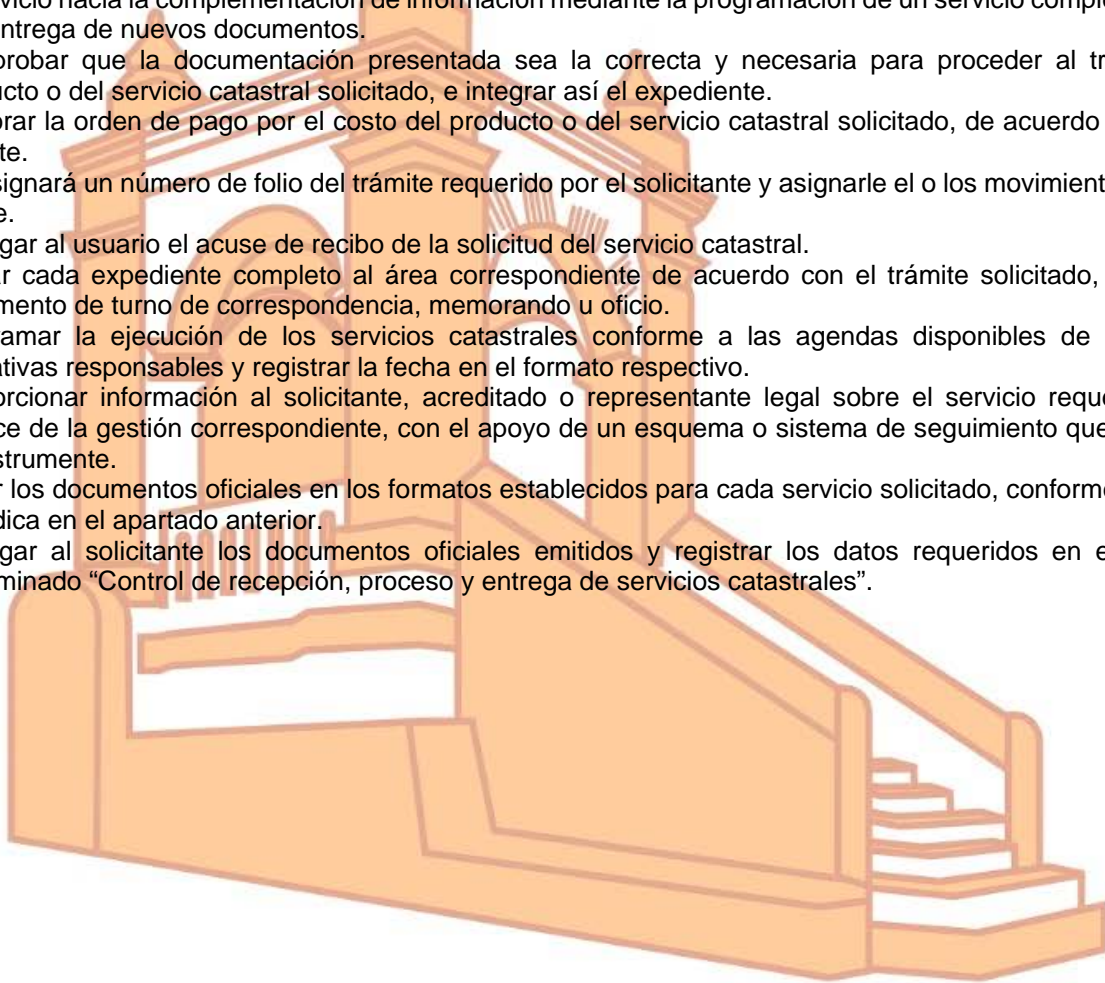 vicio hacia la complementación de información mediante la programación de un servicio comple
ntrega de nuevos documentos.
robar que la documentación presentada sea la correcta y necesaria para proceder al tr
ucto o del servicio catastral solicitado, e integrar así el expediente.
rar la orden de pago por el costo del producto o del servicio catastral solicitado, de acuerdo
te.
signará un número de folio del trámite requerido por el solicitante y asignarle el o los movimient
e.
gar al usuario el acuse de recibo de la solicitud del servicio catastral.
r cada expediente completo al área correspondiente de acuerdo con el trámite solicitado,
mento de turno de correspondencia, memorando u oficio.
amar la ejecución de los servicios catastrales conforme a las agendas disponibles de
ativas responsables y registrar la fecha en el formato respectivo.
orcionar información al solicitante, acreditado o representante legal sobre el servicio reque
ce de la gestión correspondiente, con el apoyo de un esquema o sistema de seguimiento que
strumente.
r los documentos oficiales en los formatos establecidos para cada servicio solicitado, conforme
dica en el apartado anterior.
gar al solicitante los documentos oficiales emitidos y registrar los datos requeridos en e
minado “Control de recepción, proceso y entrega de servicios catastrales”.